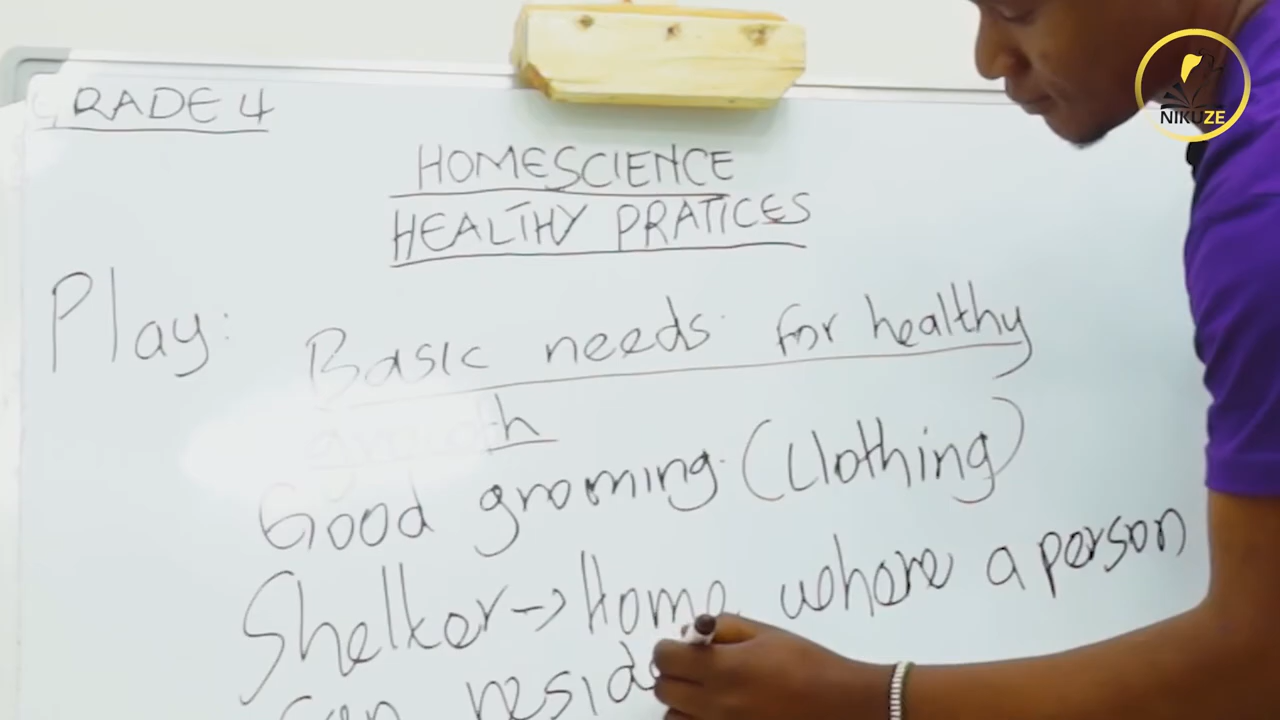 GRADE 4
NIKUZE
HOMESCIENCE
HEALTHY PRATICES
Play:
Basic needs for healthy
growth
Good groming (Clothing)
Shelter → Home where a person
can reside